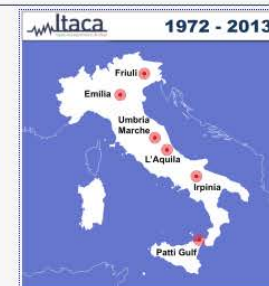 Itaca
1972 - 2013
Friuli
Emilia
Umbria
Marche
L'Aquila
Irpinia
Patti Gulf